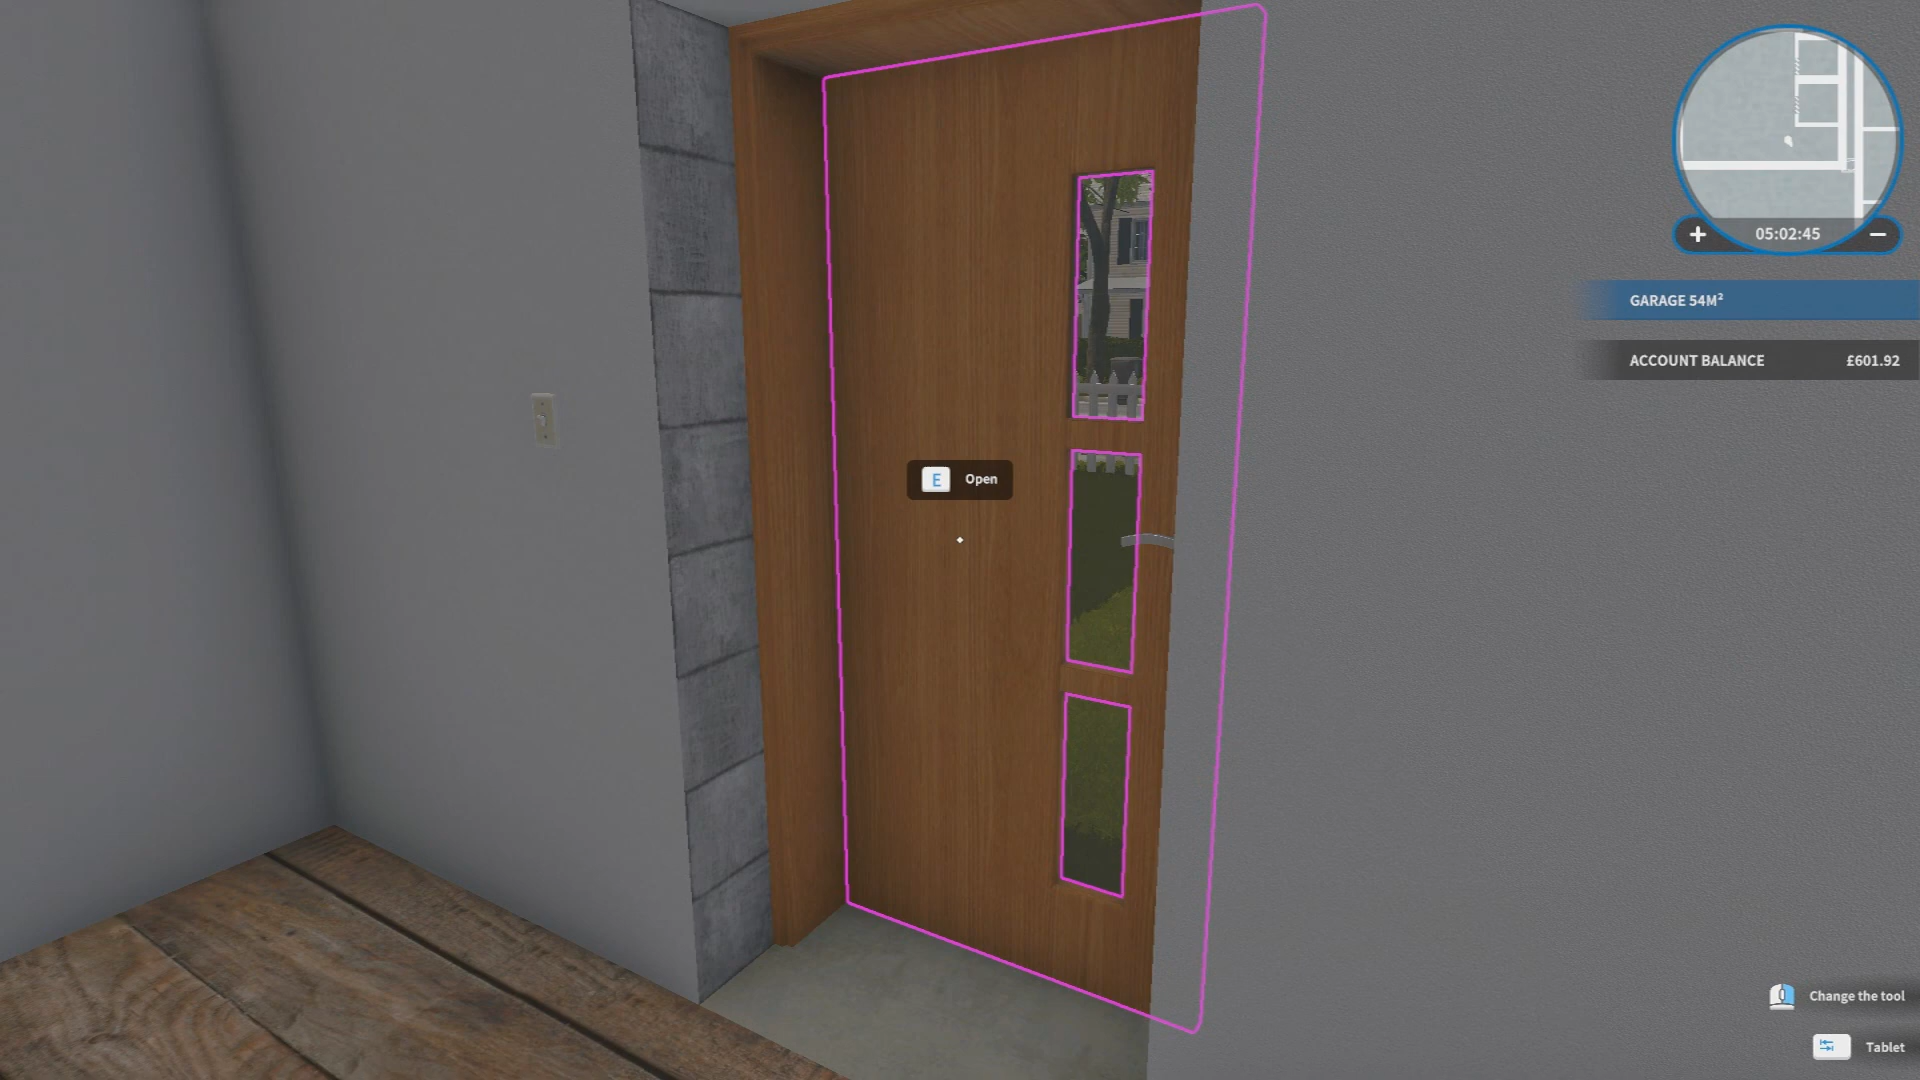 05:02:45
GARAGE 54M²
ACCOUNT BALANCE £601.92
E Open
Change the tool
Tablet